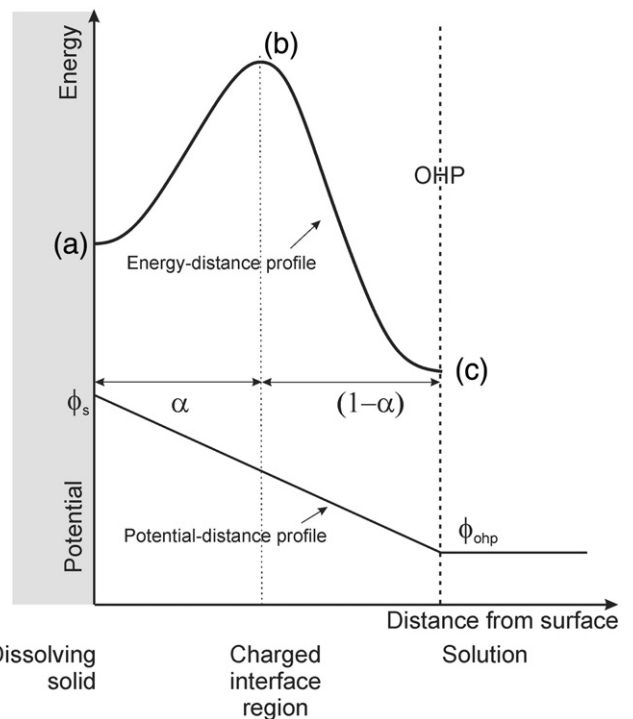 Energy
(b)
OHP
(a)
Energy-distance profile
(c)
ϕs
α
(1−α)
Potential
Potential-distance profile
ϕohp
Distance from surface
Dissolving
solid
Charged
interface
region
Solution